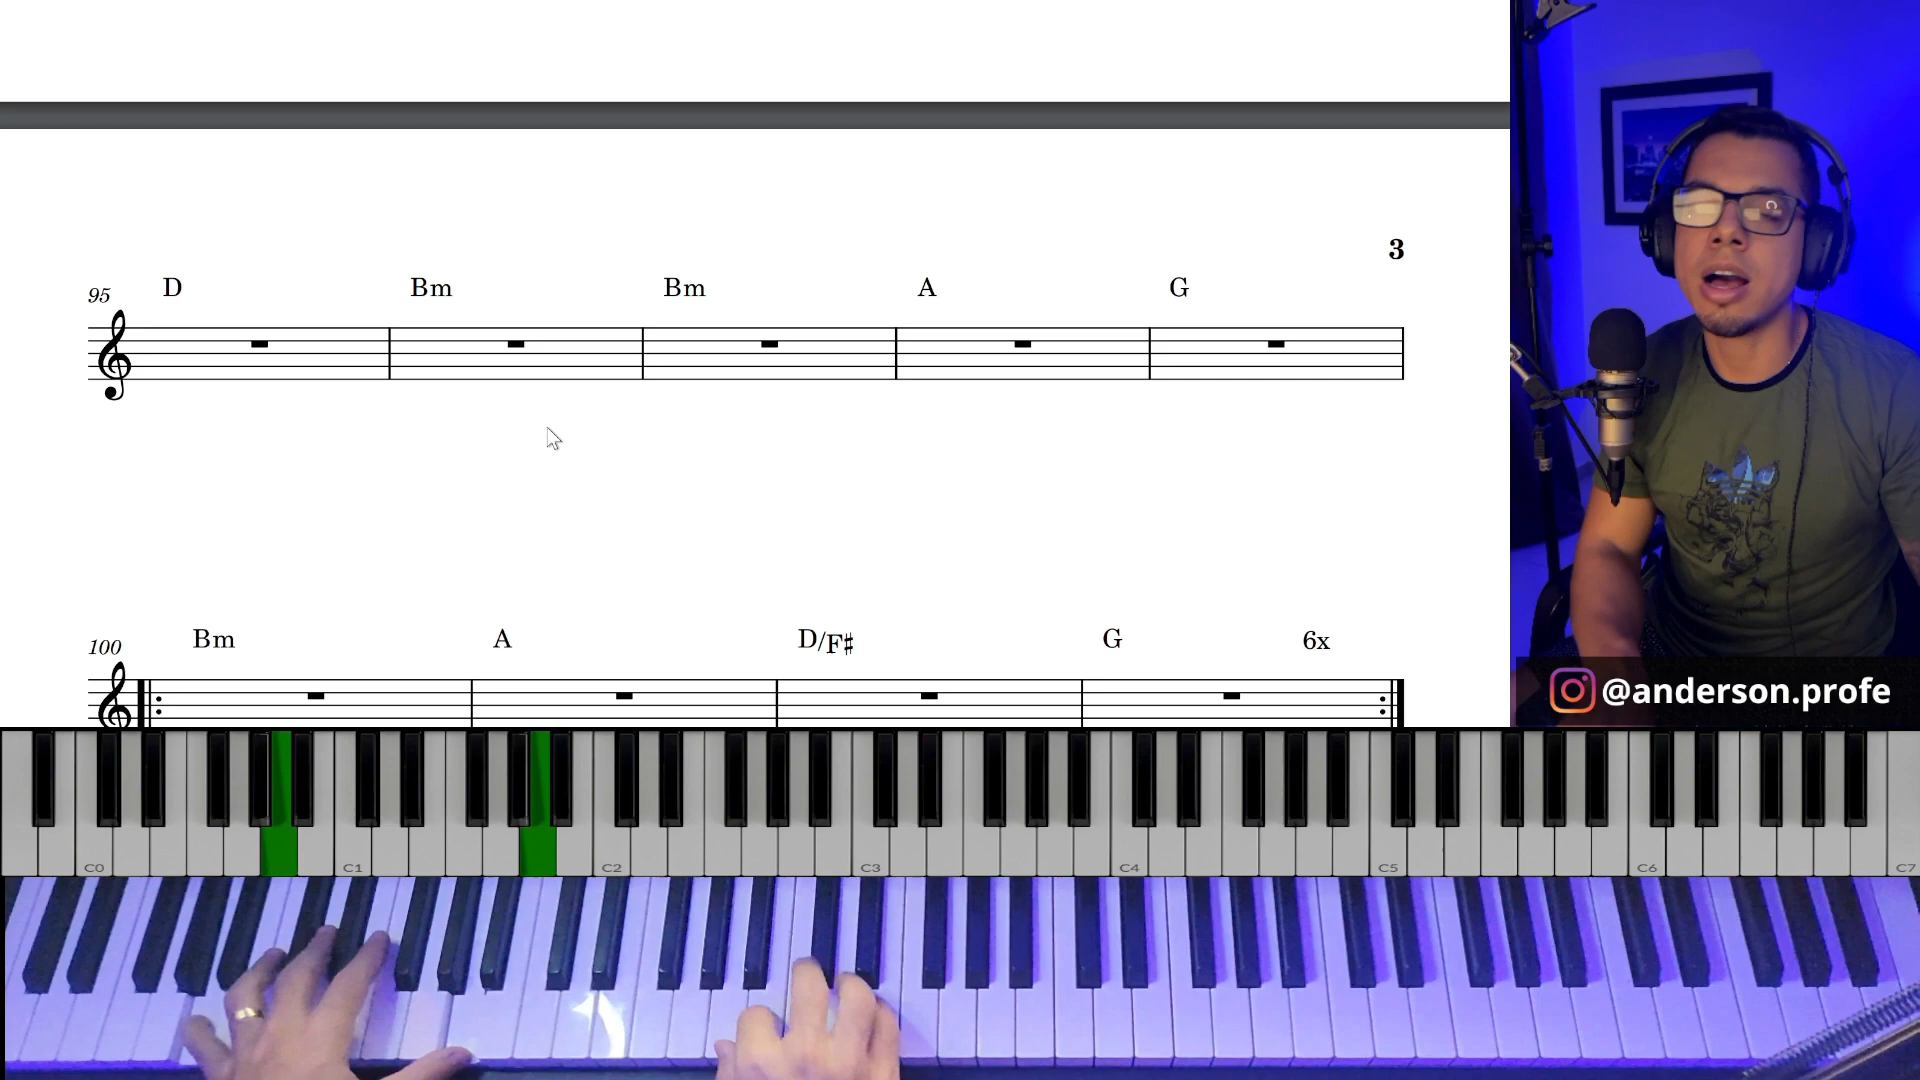 3
95 D Bm Bm A G
100 Bm A D/F♯ G 6x
@anderson.profe
C0 C1 C2 C3 C4 C5 C6 C7